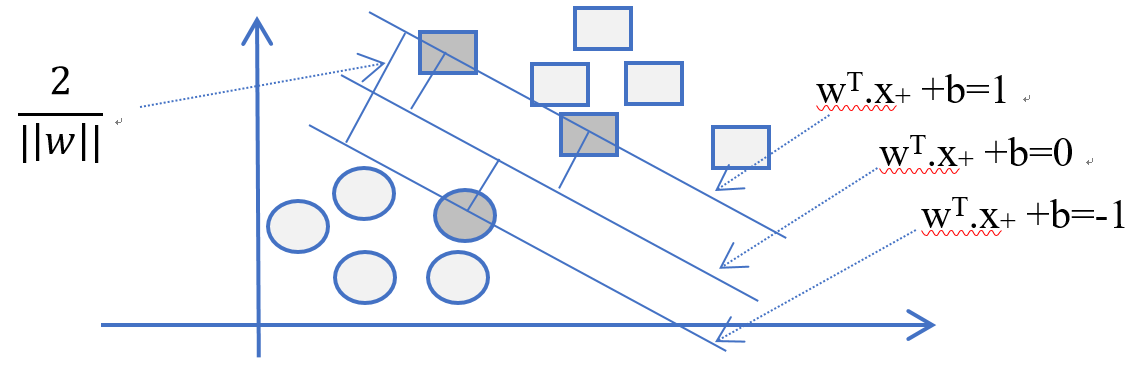 2
||w||
wᵀ.x₊ +b=1
wᵀ.x₊ +b=0
wᵀ.x₊ +b=-1